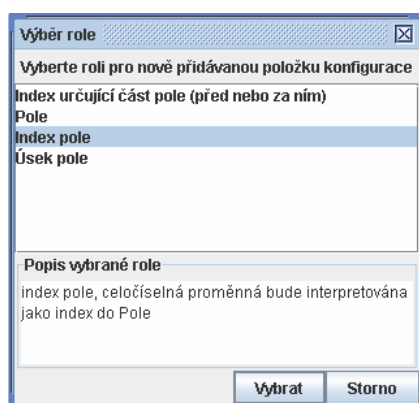 Výběr role
Vyberte roli pro nově přidávanou položku konfigurace
Index určující část pole (před nebo za ním)
Pole
Index pole
Úsek pole
Popis vybrané role
index pole, celočíselná proměnná bude interpretována
jako index do Pole
Vybrat Storno